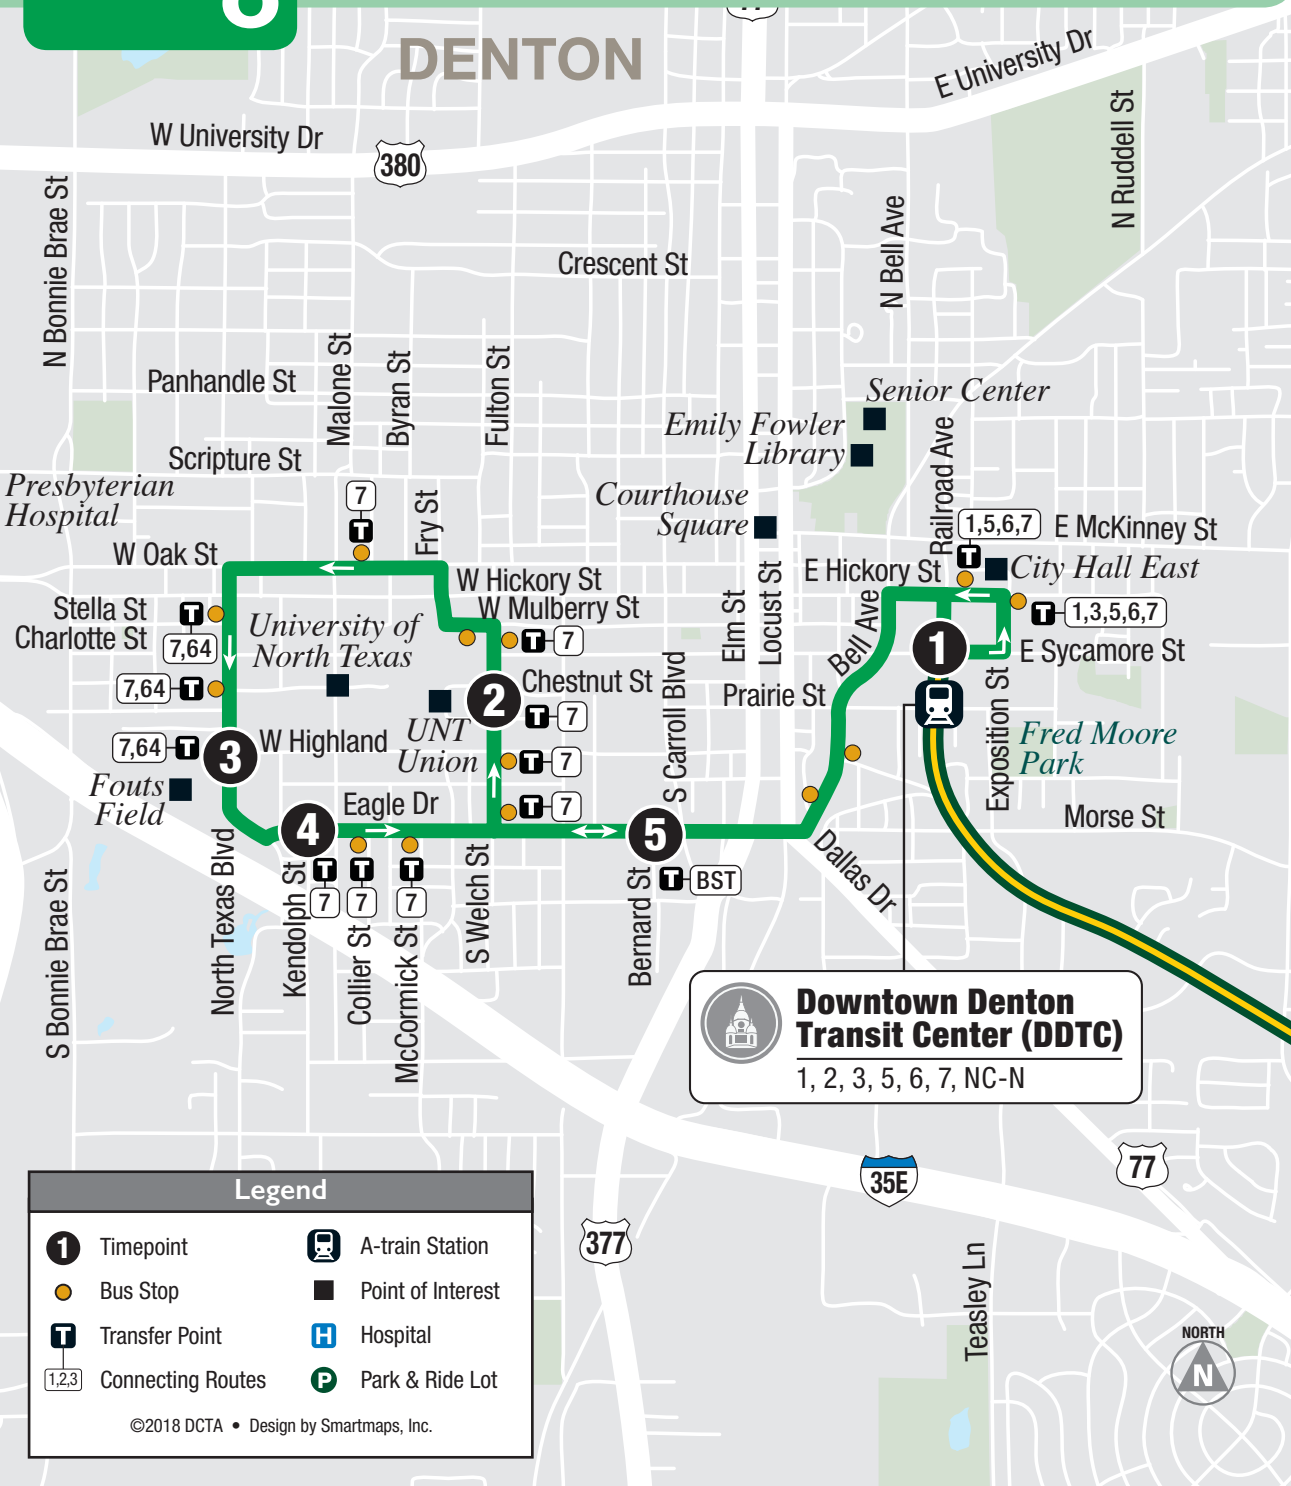 DENTON
E University Dr
W University Dr
380
N Ruddell St
N Bonnie Brae St
N Bell Ave
Crescent St
Malone St
Byran St
Fulton St
Panhandle St
Senior Center
Emily Fowler
Library
Railroad Ave
Scripture St
Presbyterian
Hospital
7
T
Fry St
Courthouse
Square
1,5,6,7
E McKinney St
T
W Oak St
E Hickory St
City Hall East
W Hickory St
Stella St
T
W Mulberry St
Elm St
Locust St
Bell Ave
T
1,3,5,6,7
Charlotte St
7,64
University of
North Texas
T
7
1
E Sycamore St
7,64
T
2
Chestnut St
S Carroll Blvd
Prairie St
Exposition St
T
7
7,64
T
3
W Highland
UNT
Union
T
7
Fred Moore
Park
Fouts
Field
Eagle Dr
T
7
Morse St
4
5
North Texas Blvd
Kendolph St
T
7
Collier St
T
7
McCormick St
T
7
S Welch St
Bernard St
T
BST
Dallas Dr
S Bonnie Brae St
Downtown Denton
Transit Center (DDTC)
1, 2, 3, 5, 6, 7, NC-N
35E
77
377
Teasley Ln
NORTH
N
Legend
1
Timepoint
A-train Station
Bus Stop
Point of Interest
T
Transfer Point
H
Hospital
1,2,3
Connecting Routes
P
Park & Ride Lot
©2018 DCTA • Design by Smartmaps, Inc.